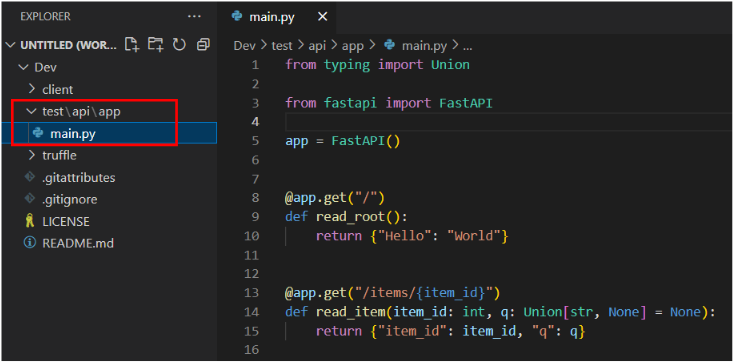 EXPLORER
UNTITLED (WOR...
Dev
client
test\api\app
main.py
truffle
.gitattributes
.gitignore
LICENSE
README.md
main.py
Dev > test > api > app > main.py > ...
1 from typing import Union
2
3 from fastapi import FastAPI
4
5 app = FastAPI()
6
7
8 @app.get("/")
9 def read_root():
10     return {"Hello": "World"}
11
12
13 @app.get("/items/{item_id}")
14 def read_item(item_id: int, q: Union[str, None] = None):
15     return {"item_id": item_id, "q": q}
16